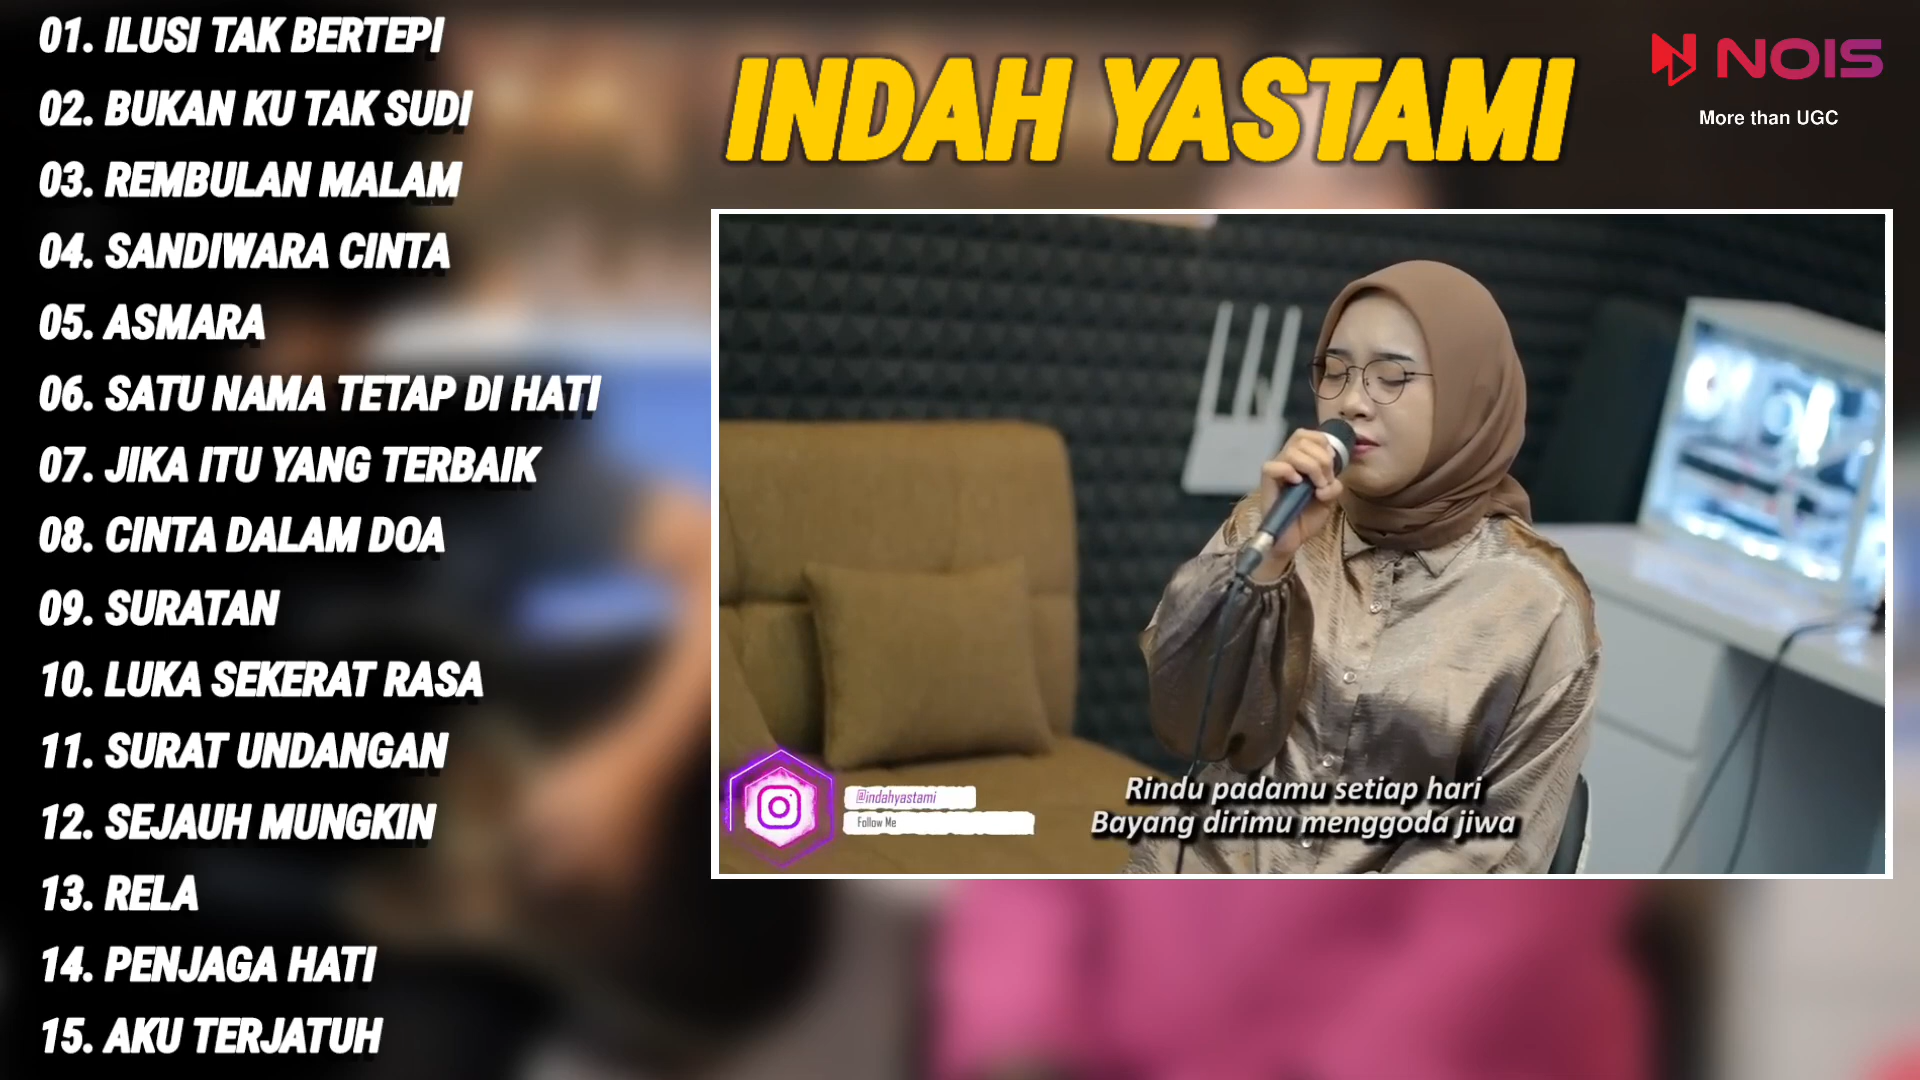 01. ILUSI TAK BERTEPI
02. BUKAN KU TAK SUDI
03. REMBULAN MALAM
04. SANDIWARA CINTA
05. ASMARA
06. SATU NAMA TETAP DI HATI
07. JIKA ITU YANG TERBAIK
08. CINTA DALAM DOA
09. SURATAN
10. LUKA SEKERAT RASA
11. SURAT UNDANGAN
12. SEJAUH MUNGKIN
13. RELA
14. PENJAGA HATI
15. AKU TERJATUH
INDAH YASTAMI
NOIS
More than UGC
@indahyastami
Follow Me
Rindu padamu setiap hari
Bayang dirimu menggoda jiwa